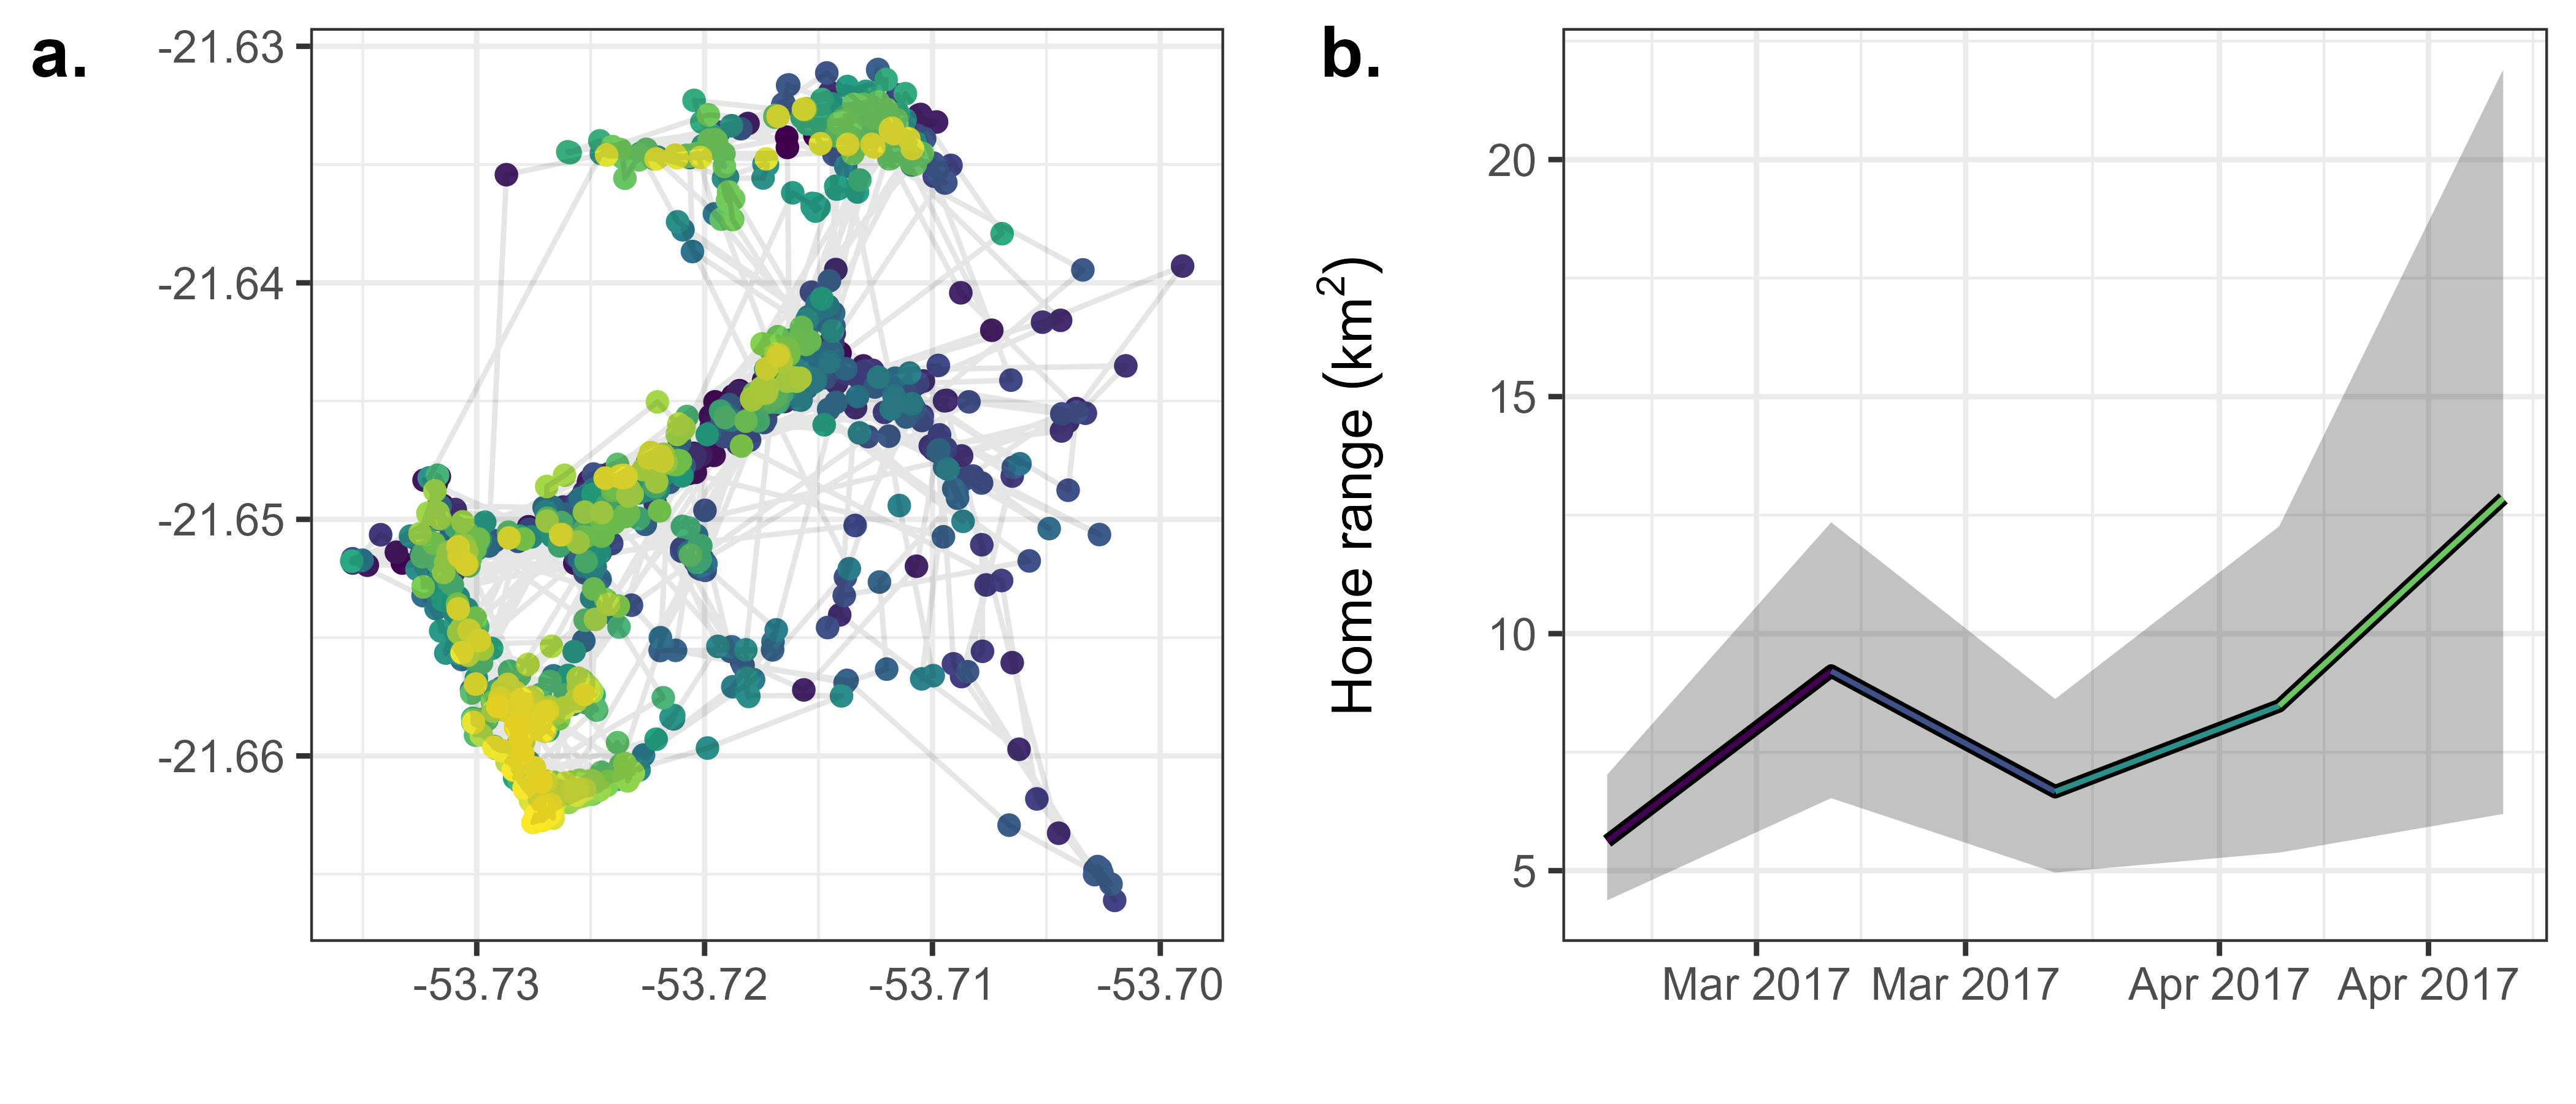 a.
-21.63
-21.64
-21.65
-21.66
-53.73 -53.72 -53.71 -53.70
b.
Home range (km²)
20
15
10
5
Mar 2017 Mar 2017 Apr 2017 Apr 2017